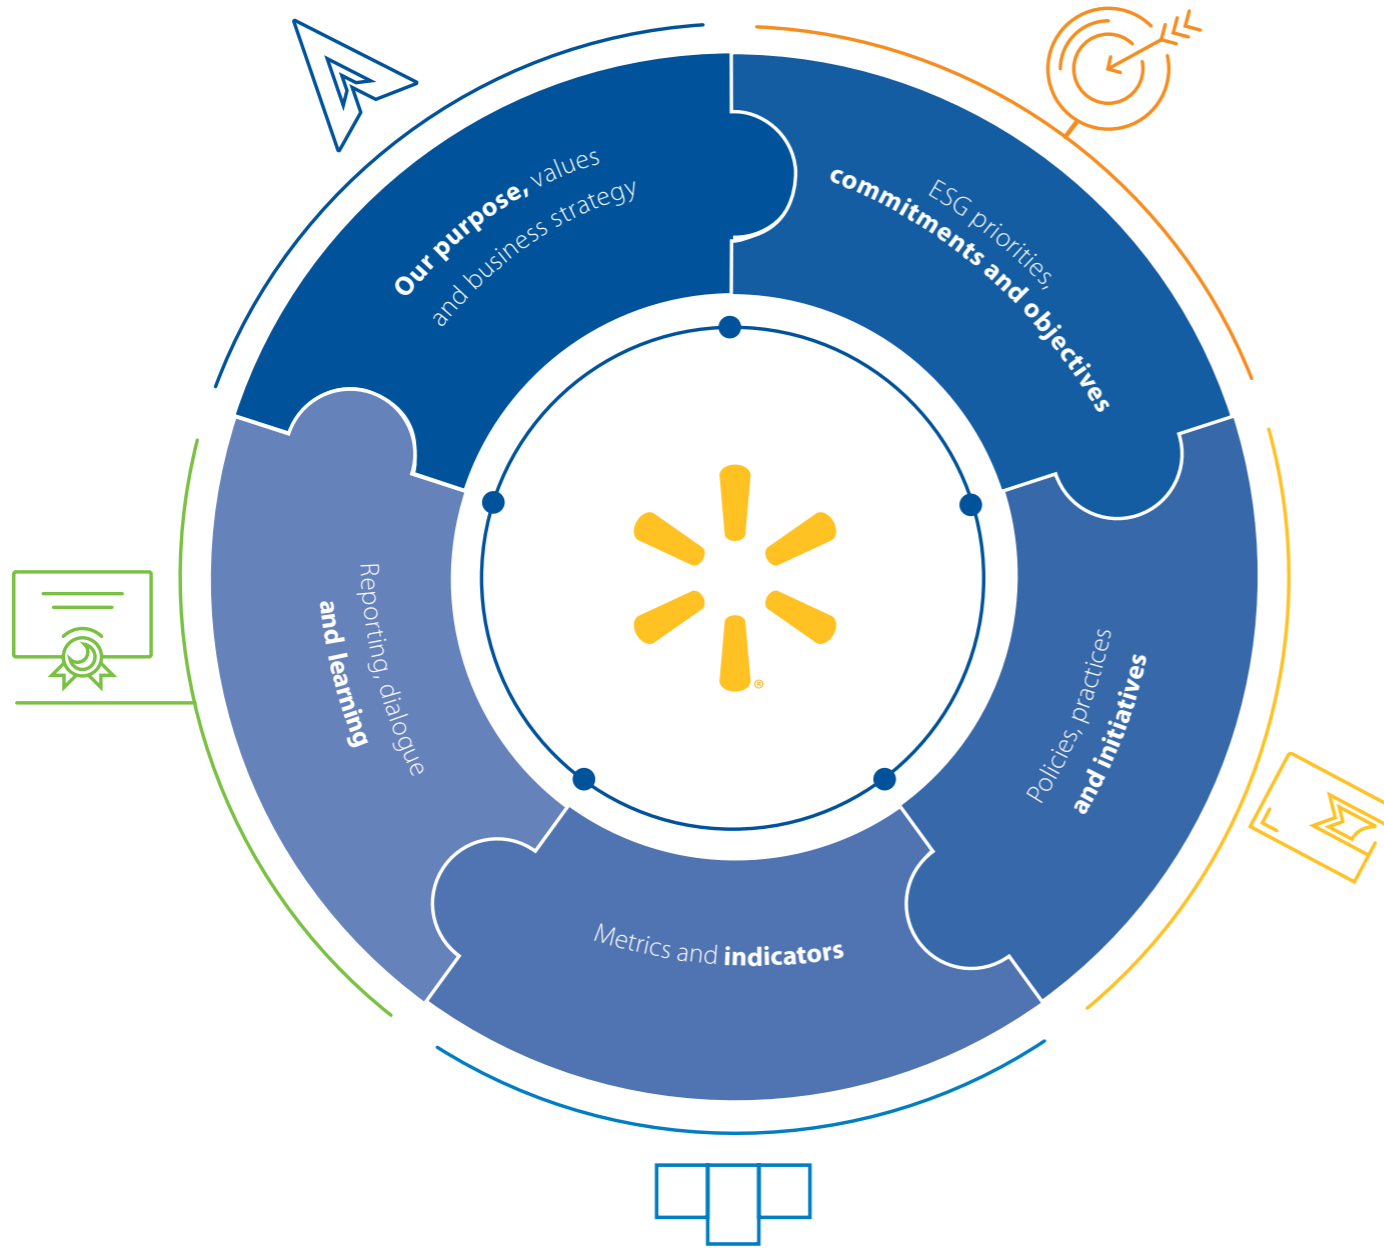 Our purpose, values
and business strategy
ESG priorities,
commitments and objectives
Policies, practices
and initiatives
Metrics and indicators
Reporting, dialogue
and learning
®